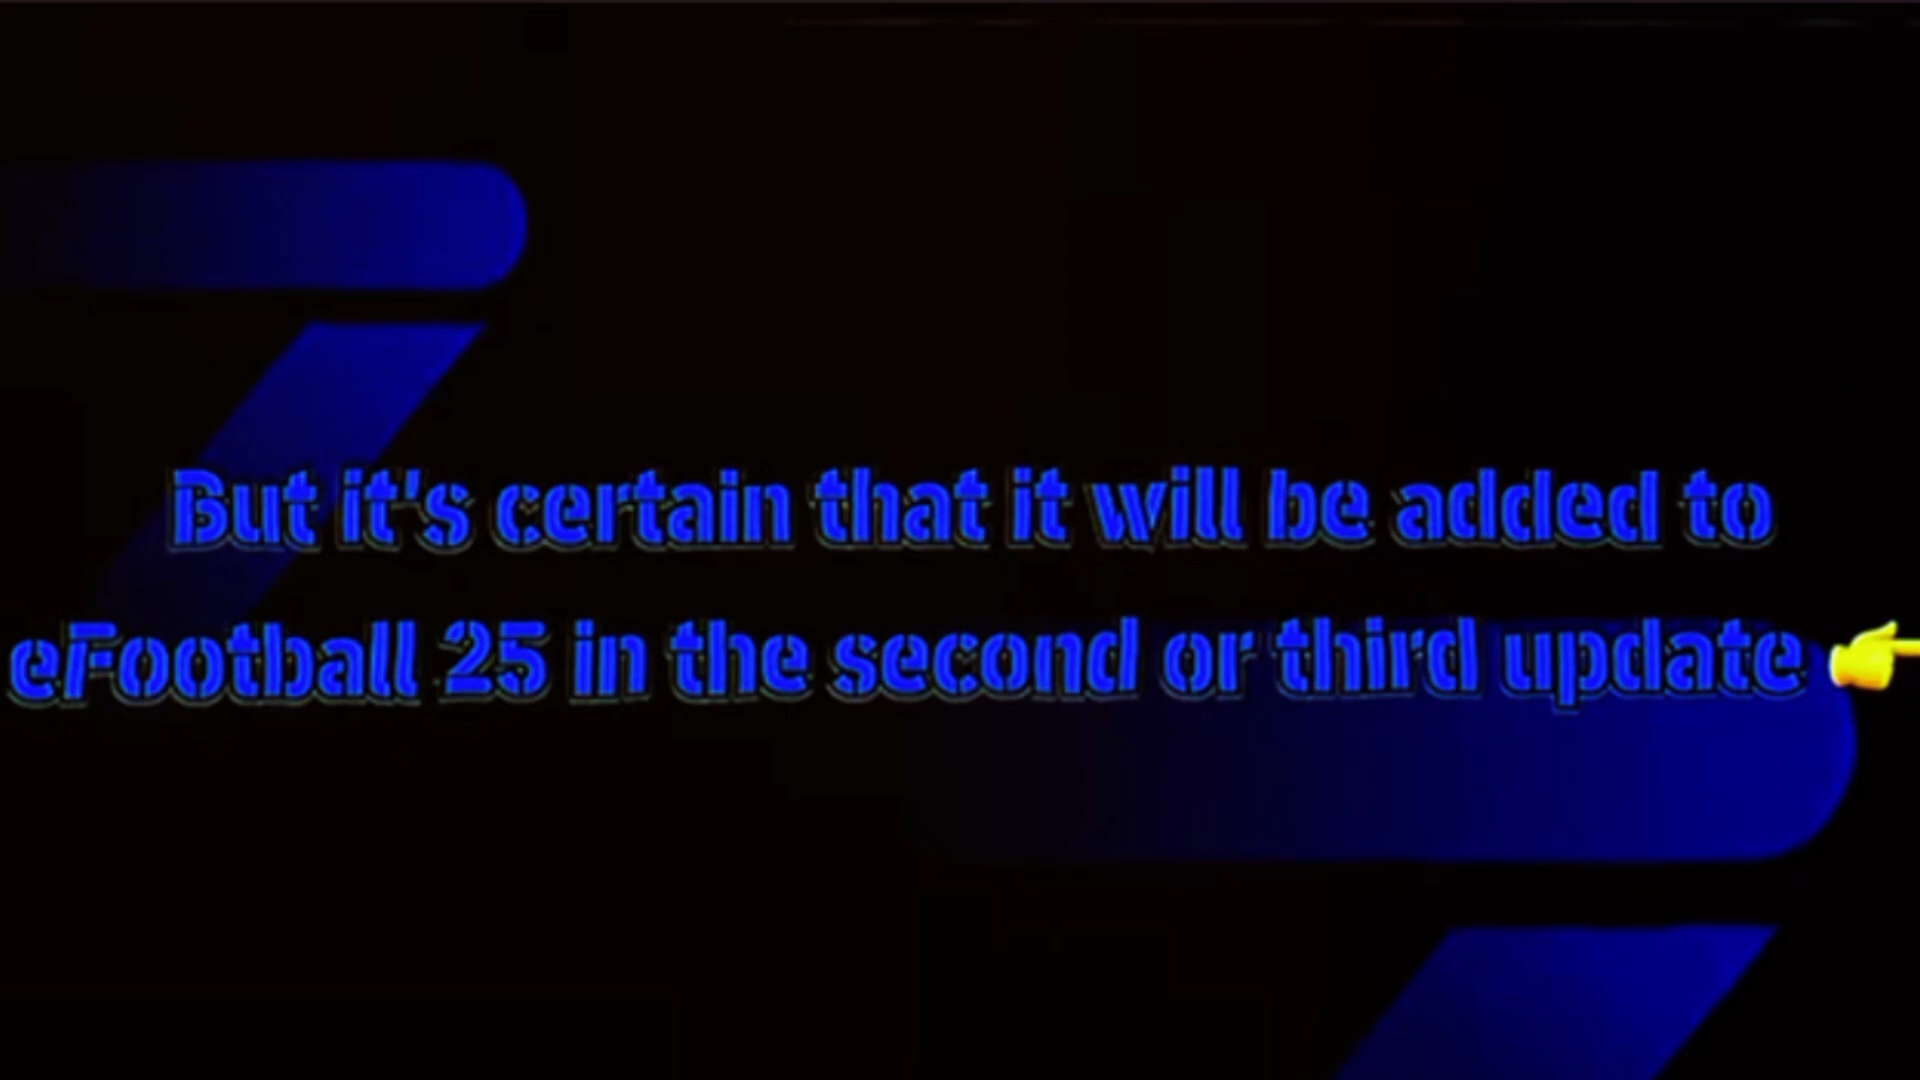 But it's certain that it will be added to
eFootball 25 in the second or third update